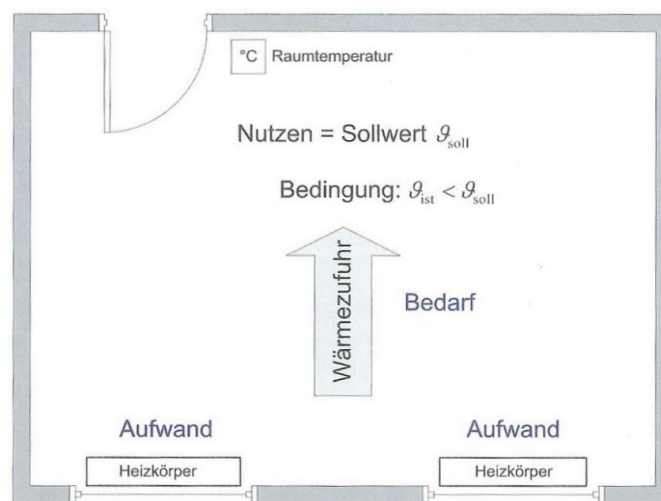 °C Raumtemperatur
Nutzen = Sollwert ϑsoll
Bedingung: ϑist < ϑsoll
Wärmezufuhr
Bedarf
Aufwand Aufwand
Heizkörper Heizkörper